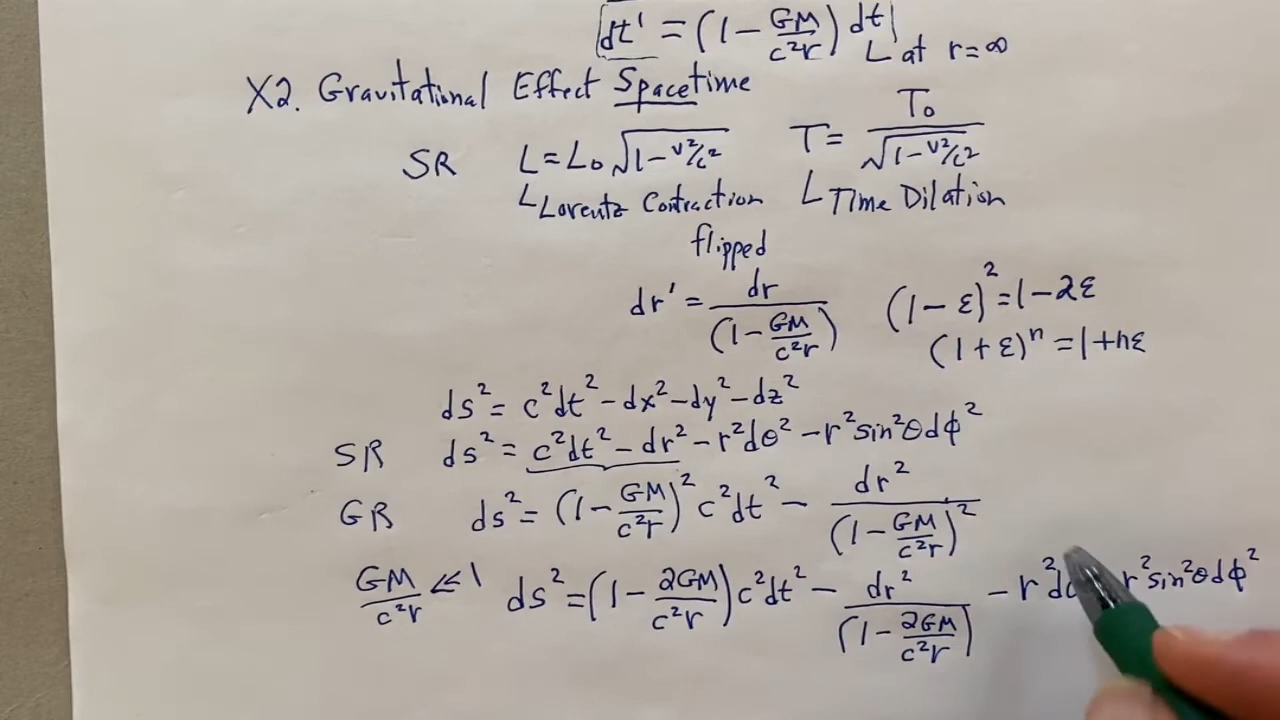 dt' = (1 - GM/c²r) dt
L at r=∞
X2. Gravitational Effect Spacetime
SR L = L₀ √(1 - v²/c²) T = T₀/√(1 - v²/c²)
L Lorentz Contraction L Time Dilation
flipped
dr' = dr/(1 - GM/c²r) (1 - ε)² = 1 - 2ε
(1 + ε)ⁿ = 1 + nε
ds² = c²dt² - dx² - dy² - dz²
SR ds² = c²dt² - dr² - r²dθ² - r²sin²θdϕ²
GR ds² = (1 - GM/c²r)² c²dt² - dr²/(1 - GM/c²r)²
GM/c²r ≪ 1 ds² = (1 - 2GM/c²r) c²dt² - dr²/(1 - 2GM/c²r) - r²d r²sin²θdϕ²